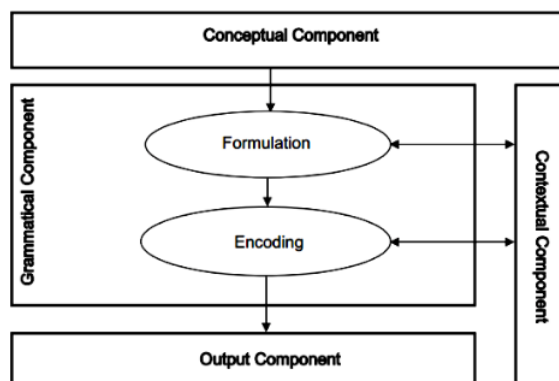 Conceptual Component
Grammatical Component
Formulation
Encoding
Contextual Component
Output Component